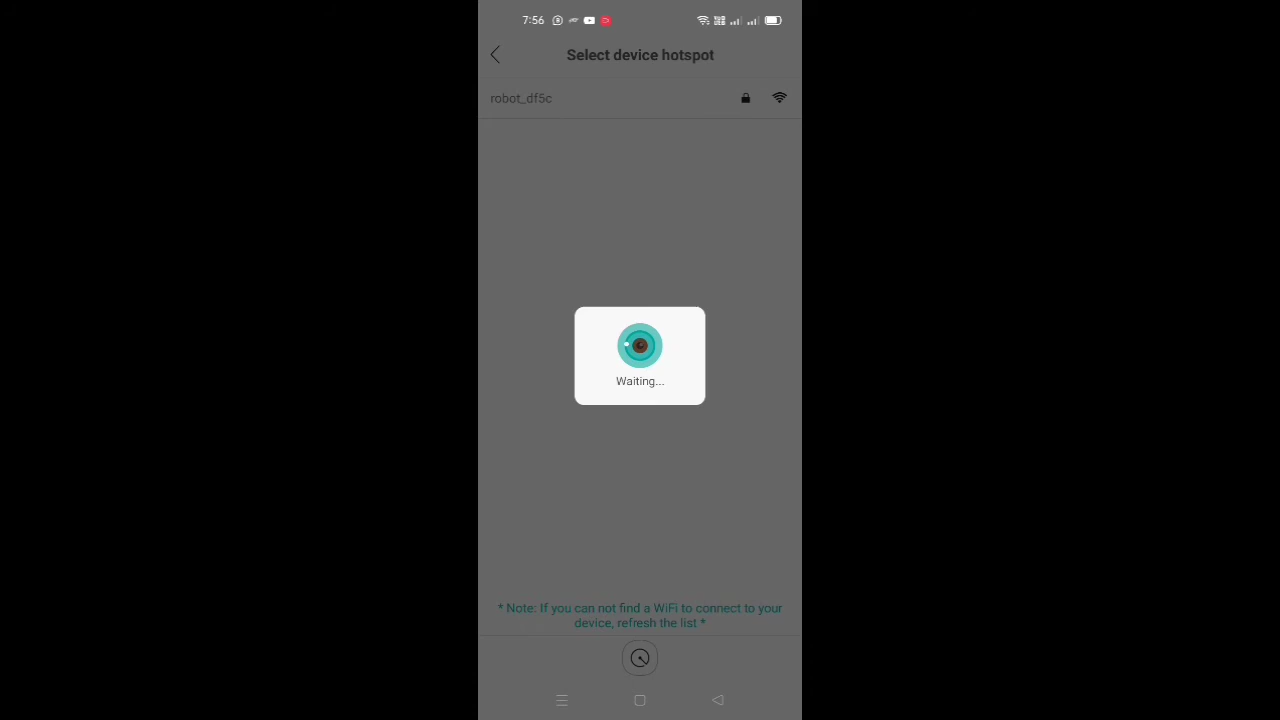 7:56
Select device hotspot
robot_df5c
Waiting...
* Note: If you can not find a WiFi to connect to your
device, refresh the list *